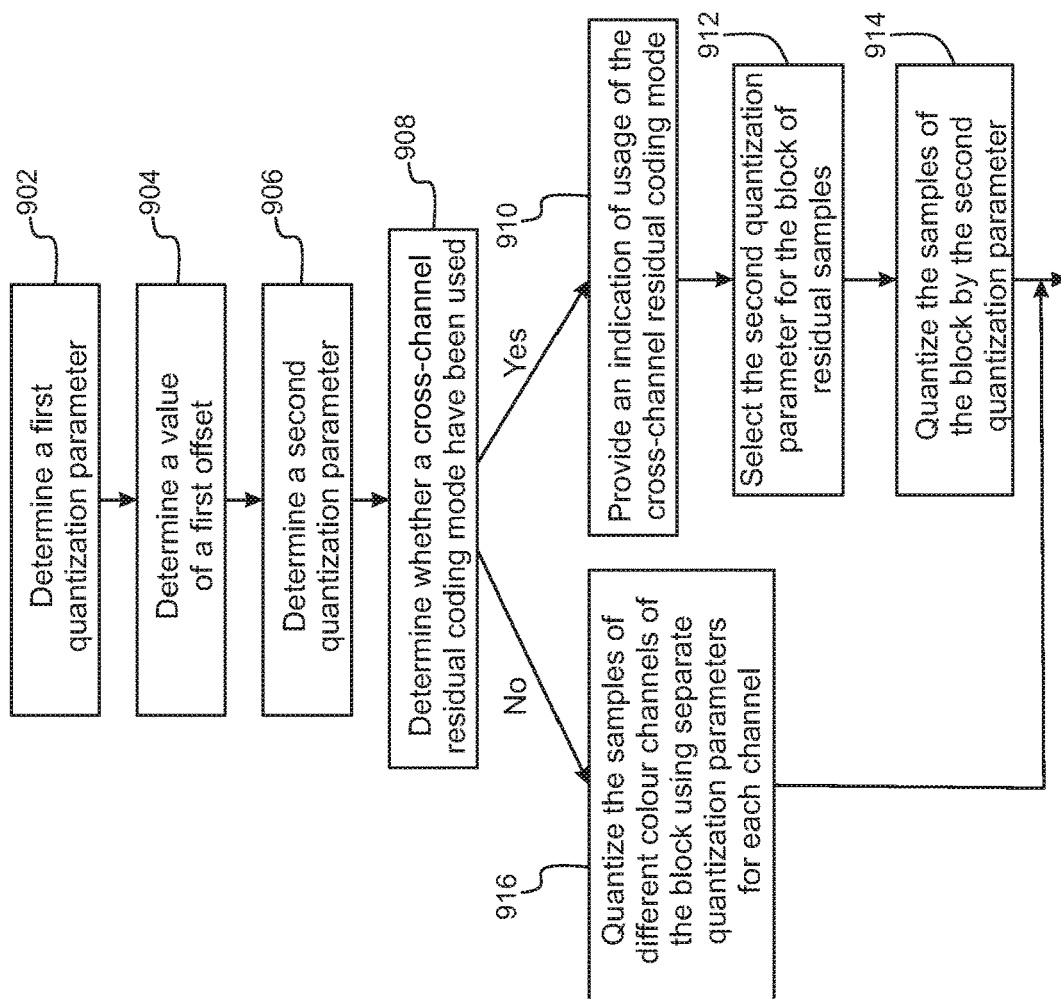 902
Determine a first
quantization parameter
904
Determine a value
of a first offset
906
Determine a second
quantization parameter
908
Determine whether a cross-channel
residual coding mode have been used
No
Yes
916
Quantize the samples of
different colour channels of
the block using separate
quantization parameters
for each channel
910
Provide an indication of usage of the
cross-channel residual coding mode
912
Select the second quantization
parameter for the block of
residual samples
914
Quantize the samples of
the block by the second
quantization parameter